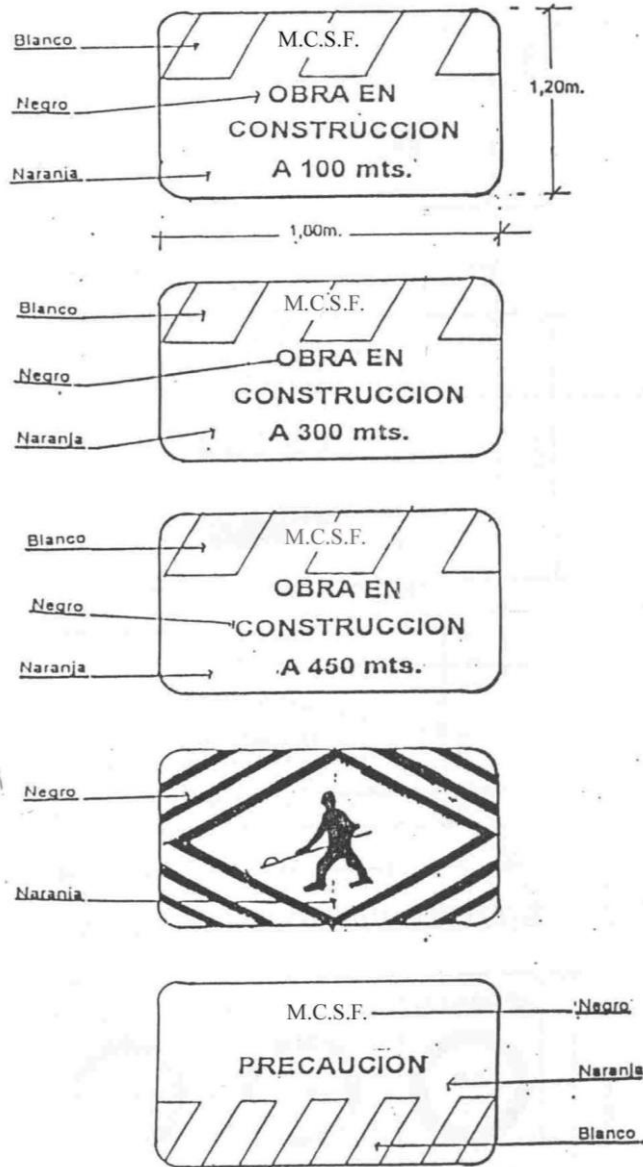 Blanco
M.C.S.F.
Negro
OBRA EN
CONSTRUCCION
Naranja
A 100 mts.
1,20m.
1,00m.
Blanco
M.C.S.F.
Negro
OBRA EN
CONSTRUCCION
Naranja
A 300 mts.
Blanco
M.C.S.F.
OBRA EN
Negro
CONSTRUCCION
Naranja
A 450 mts.
Negro
Naranja
M.C.S.F.
Negro
PRECAUCION
Naranja
Blanco